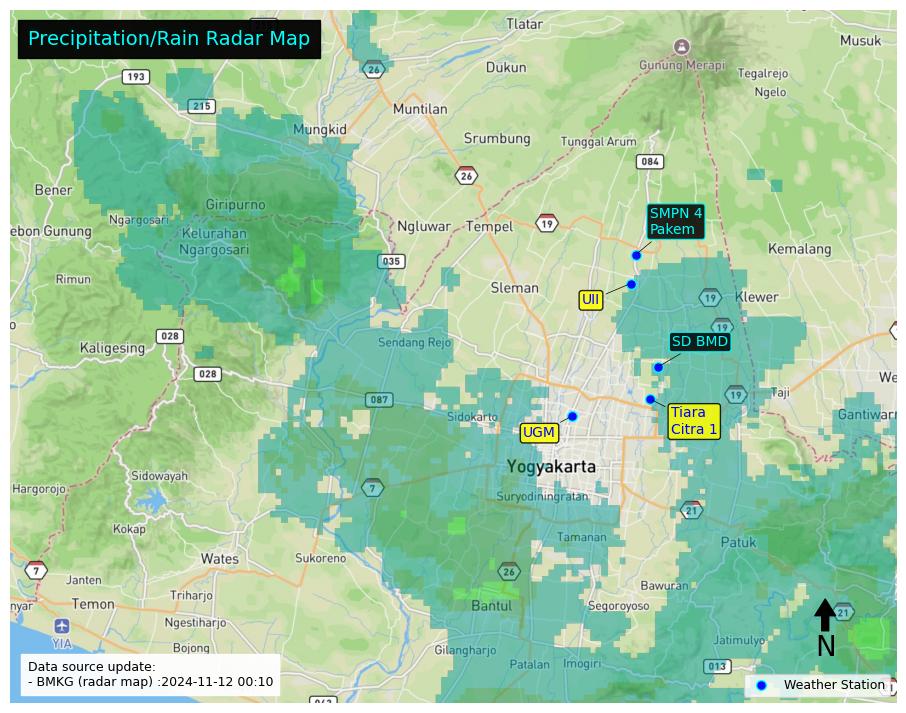 Precipitation/Rain Radar Map
Tlatar
Musuk
26
Dukun
Gunung Merapi
Tegalrejo
193
Ngelo
215
Muntilan
Mungkid
Srumbung
Tunggal Arum
084
26
Bener
Giripurno
SMPN 4
Pakem
Ngargosari
Ngluwar
Tempel
19
ebon Gunung
Kelurahan
Ngargosari
Kemalang
035
Rimun
Sleman
UII
19
Klewer
19
028
Sendang Rejo
SD BMD
Kaligesing
028
We
Taji
087
19
Tiara
Citra 1
Gantiwar
Sidokarto
UGM
Yogyakarta
Sidowayah
Hargorojo
7
Suryodiningratan
21
Kokap
Tamanan
Patuk
Wates
Sukoreno
7
Janten
26
Bawuran
Triharjo
nyar
Temon
Bantul
Segoroyoso
21
Ngestiharjo
YIA
Jatimulyo
N
Bojong
Gilangharjo
Patalan
Imogiri
013
Data source update:
- BMKG (radar map) :2024-11-12 00:10
Weather Station